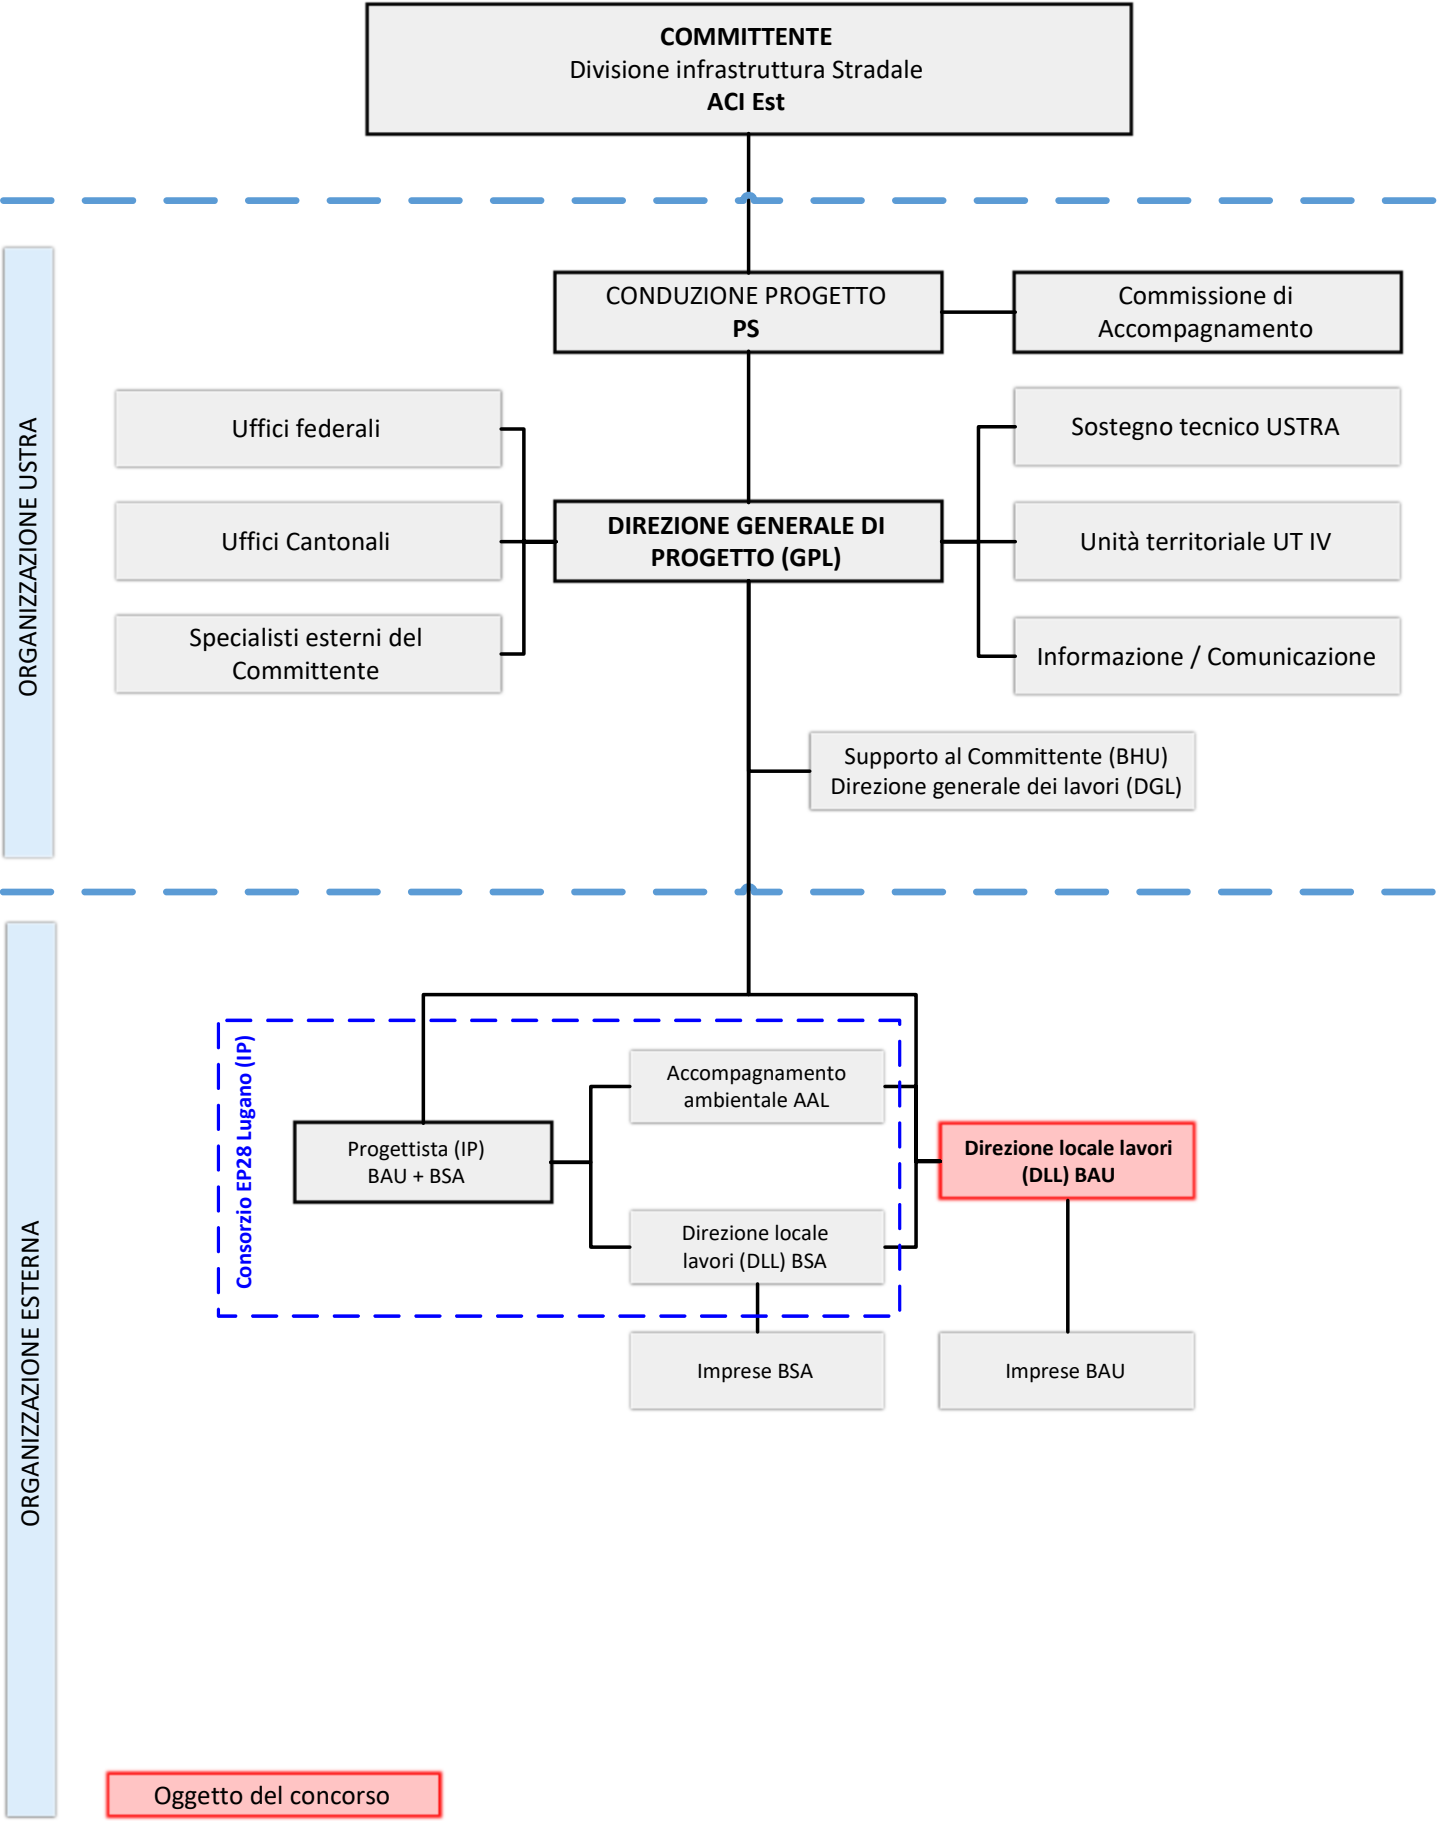 COMMITTENTE
Divisione infrastruttura Stradale
ACI Est
ORGANIZZAZIONE USTRA
CONDUZIONE PROGETTO
PS
Commissione di
Accompagnamento
Uffici federali
Sostegno tecnico USTRA
Uffici Cantonali
DIREZIONE GENERALE DI
PROGETTO (GPL)
Unità territoriale UT IV
Specialisti esterni del
Committente
Informazione / Comunicazione
Supporto al Committente (BHU)
Direzione generale dei lavori (DGL)
ORGANIZZAZIONE ESTERNA
Consorzio EP28 Lugano (IP)
Accompagnamento
ambientale AAL
Progettista (IP)
BAU + BSA
Direzione locale lavori
(DLL) BAU
Direzione locale
lavori (DLL) BSA
Imprese BSA
Imprese BAU
Oggetto del concorso